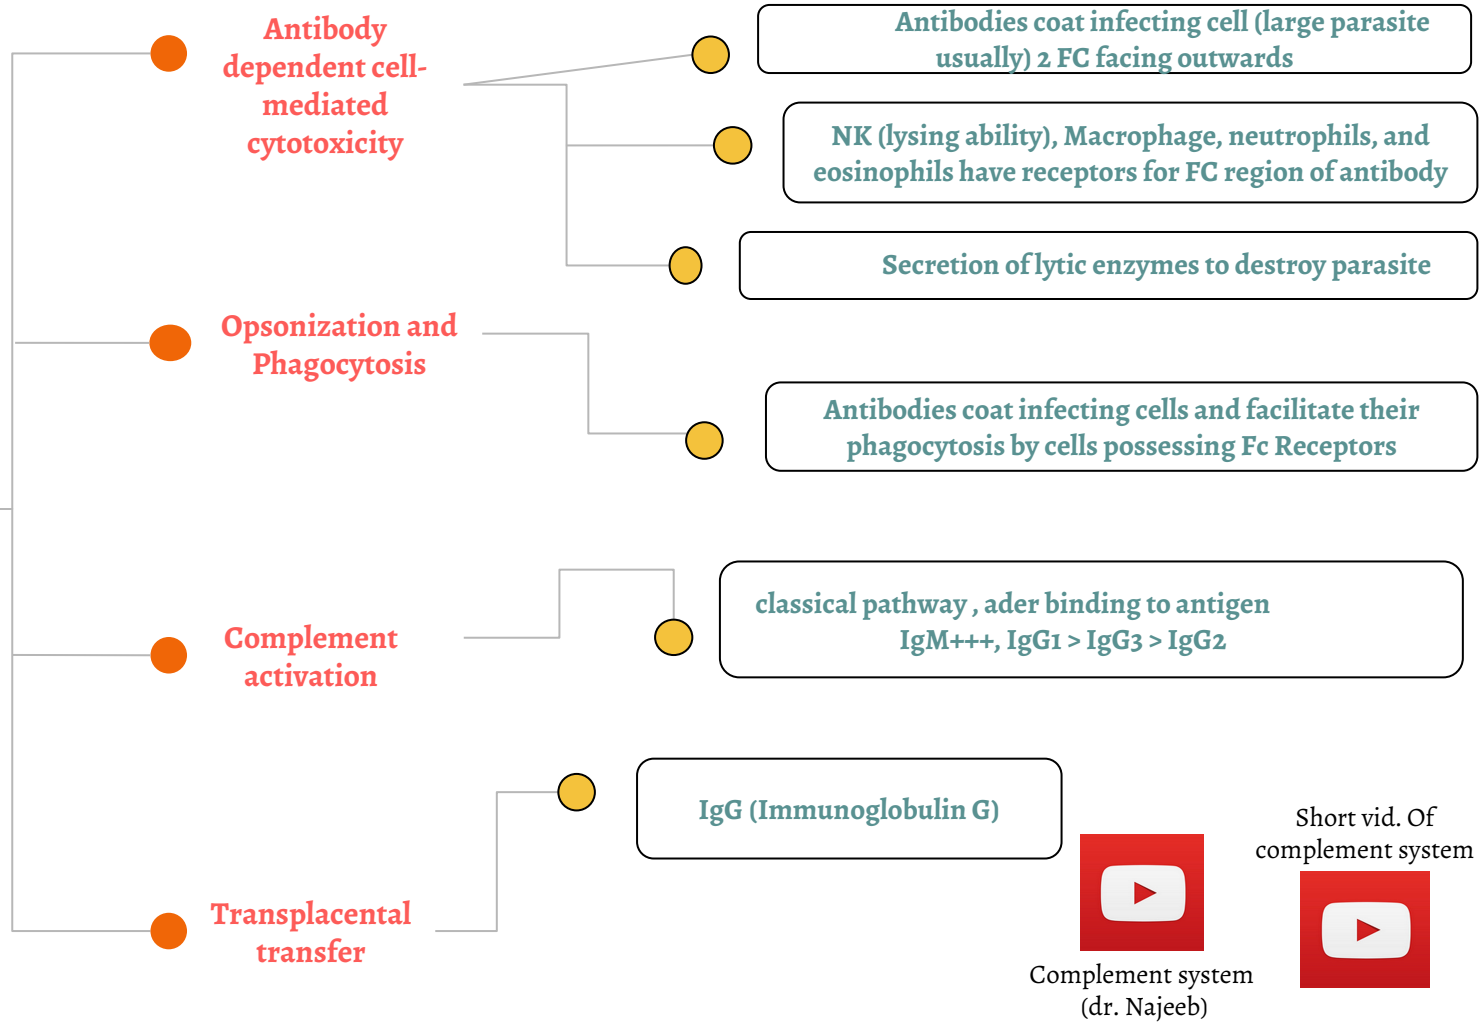 Antibody
dependent cell-
mediated
cytotoxicity
Antibodies coat infecting cell (large parasite
usually) 2 FC facing outwards
NK (lysing ability), Macrophage, neutrophils, and
eosinophils have receptors for FC region of antibody
Secretion of lytic enzymes to destroy parasite
Opsonization and
Phagocytosis
Antibodies coat infecting cells and facilitate their
phagocytosis by cells possessing Fc Receptors
Complement
activation
classical pathway , ader binding to antigen
IgM+++, IgG1 > IgG3 > IgG2
Transplacental
transfer
IgG (Immunoglobulin G)
Complement system
(dr. Najeeb)
Short vid. Of
complement system